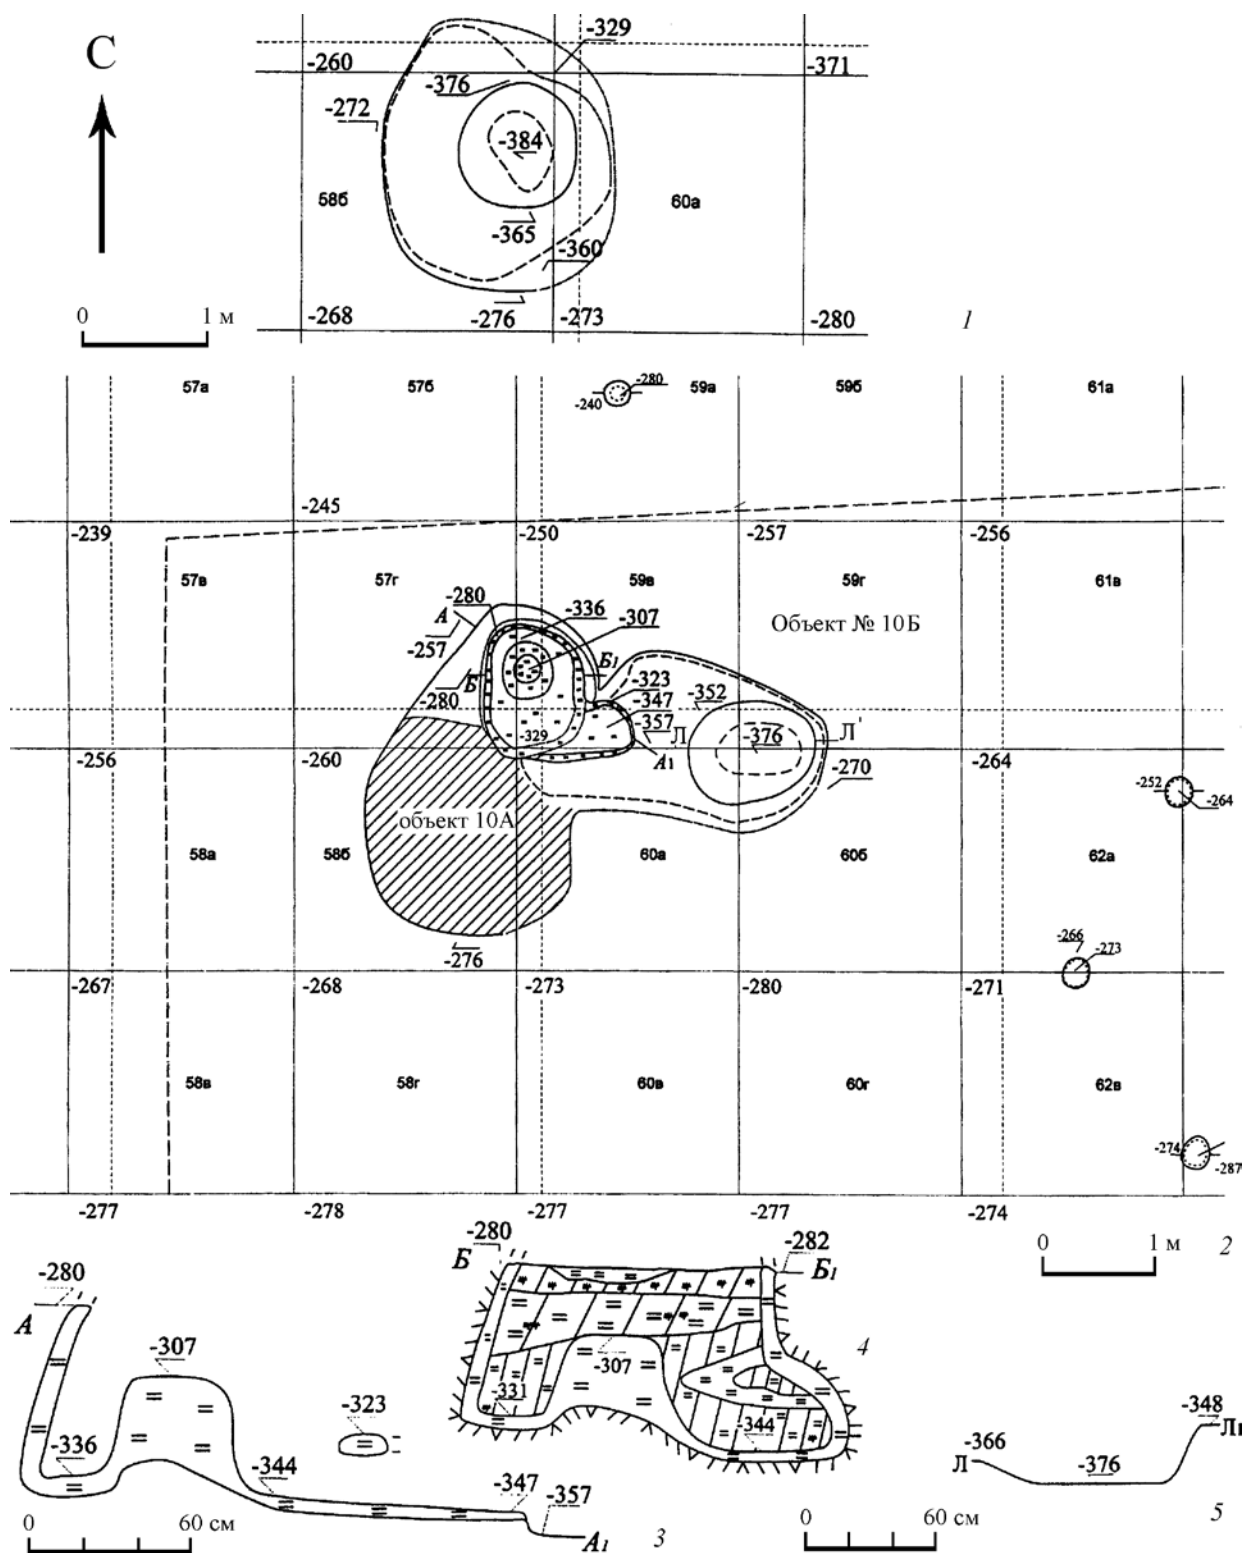 С
-329
-260
-371
-376
-272
-384
58б
60а
-365
-360
0 1 м
-268
-276
-273
-280
1
57а
57б
-280
59а
59б
61а
-240
-245
-239
-250
-257
-256
57в
57г
59в
59г
61в
-280
-336
А
-307
Объект № 10Б
-257
Б
Б1
-280
-323
-352
-347
-357
Л
Л'
-329
-376
-256
-260
А1
-264
-270
-252
-264
объект 10А
58а
58б
60а
60б
62а
-266
-273
-276
-267
-268
-273
-280
-271
58в
58г
60в
60г
62в
-274
-287
-277
-278
-277
-277
-274
0 1 м
2
-280
Б
-282
Б1
-280
А
-307
-307
4
-323
-331
-336
-344
-344
-348
Л1
-366
Л
-376
-347
-357
А1
3
5
0 60 см
0 60 см